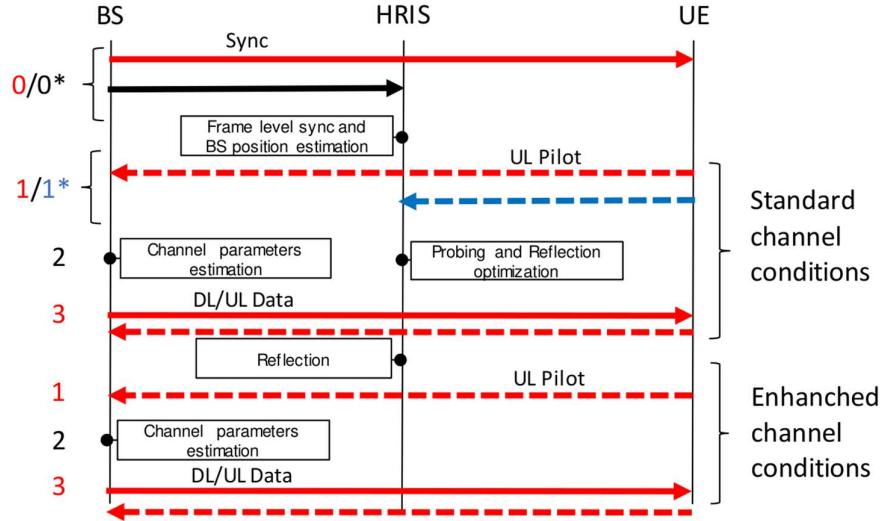 BS
HRIS
UE
Sync
0/0*
Frame level sync and
BS position estimation
UL Pilot
1/1*
Standard
channel
conditions
2
Channel parameters
estimation
Probing and Reflection
optimization
3
DL/UL Data
Reflection
1
UL Pilot
Enhanched
channel
conditions
2
Channel parameters
estimation
3
DL/UL Data